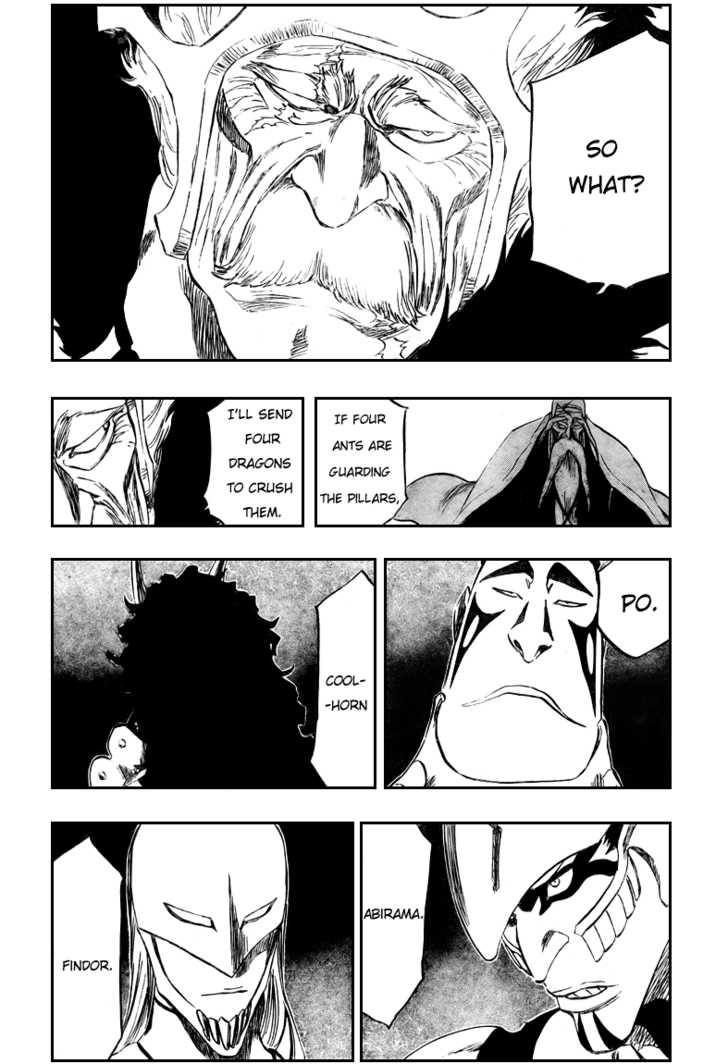 SO
WHAT?
IF FOUR
ANTS ARE
GUARDING
THE PILLARS,
I'LL SEND
FOUR
DRAGONS
TO CRUSH
THEM.
PO.
COOL-
-HORN
ABIRAMA.
FINDOR.